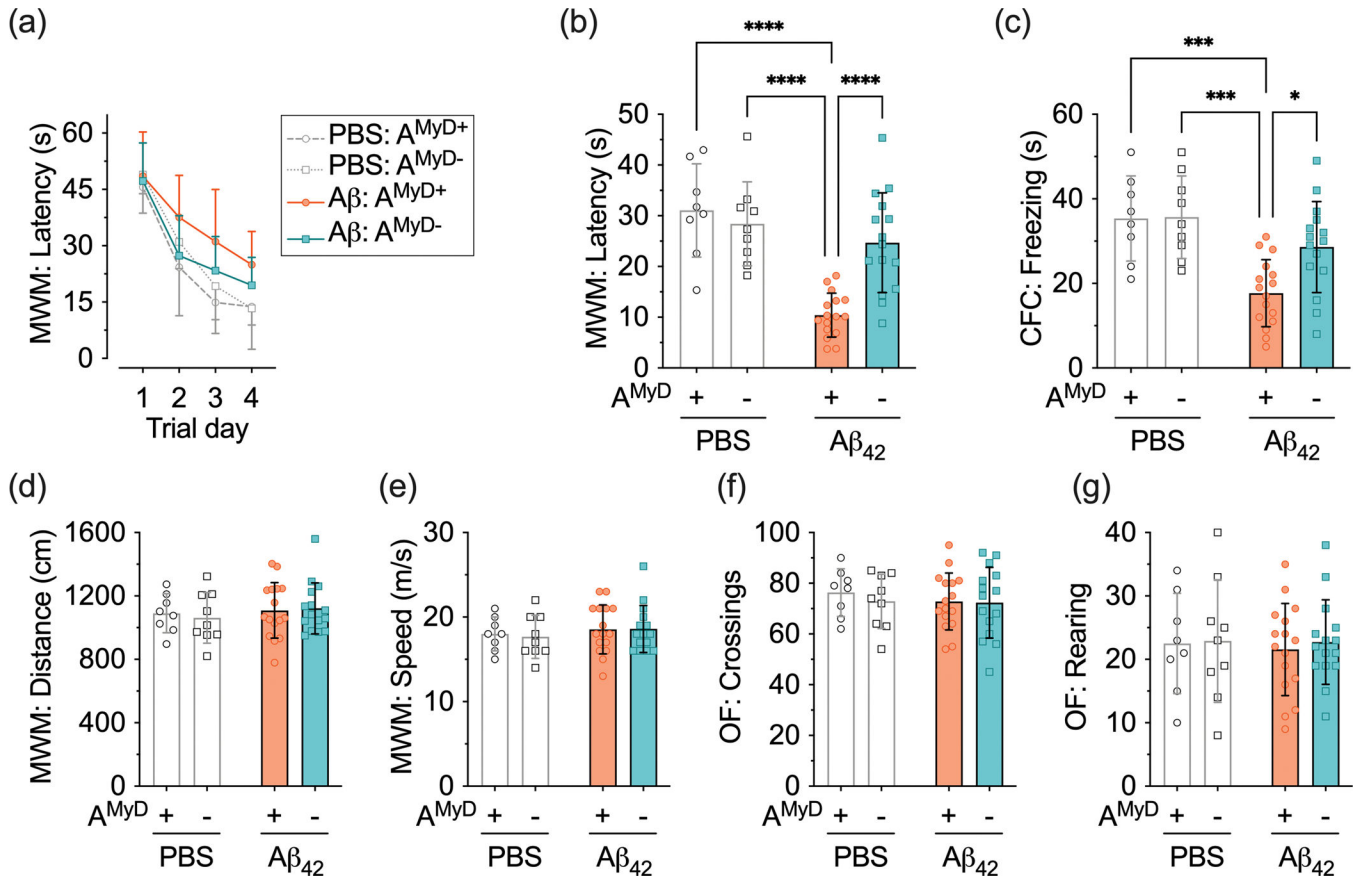 (a)
MWM: Latency (s)
60
45
30
15
0
1 2 3 4
Trial day
PBS: A^MyD+
PBS: A^MyD-
Aβ: A^MyD+
Aβ: A^MyD-
(b)
**** 
**** ****
MWM: Latency (s)
50
40
30
20
10
0
A^MyD + - + -
PBS Aβ₄₂
(c)
***
*** *
CFC: Freezing (s)
60
40
20
0
A^MyD + - + -
PBS Aβ₄₂
(d)
MWM: Distance (cm)
1600
1200
800
400
0
A^MyD + - + -
PBS Aβ₄₂
(e)
MWM: Speed (m/s)
30
20
10
0
A^MyD + - + -
PBS Aβ₄₂
(f)
OF: Crossings
100
80
60
40
20
0
A^MyD + - + -
PBS Aβ₄₂
(g)
OF: Rearing
40
30
20
10
0
A^MyD + - + -
PBS Aβ₄₂